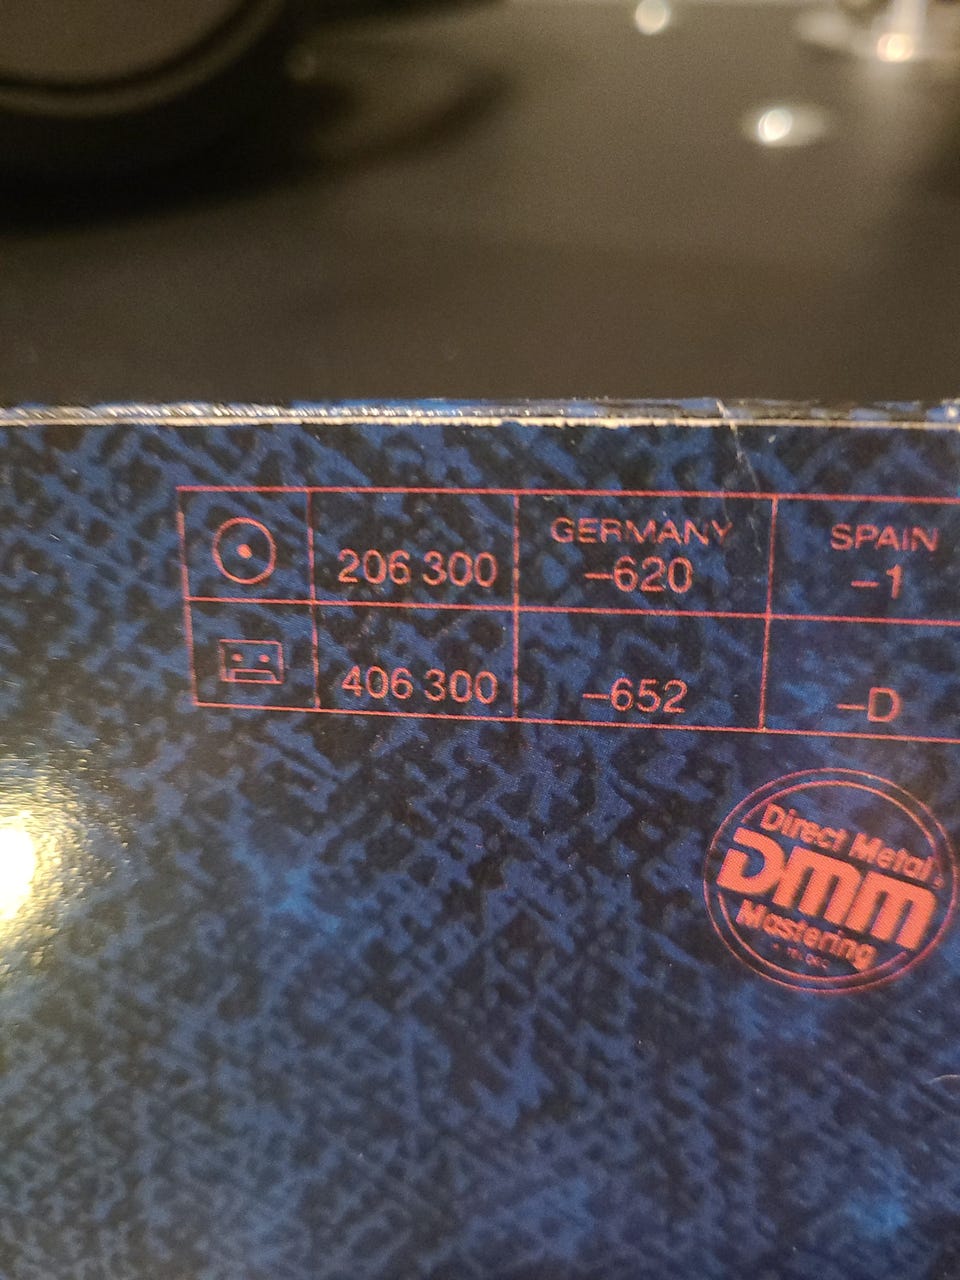 GERMANY SPAIN
206 300 –620 –1
406 300 –652 –D
Direct Metal
DMM
Mastering